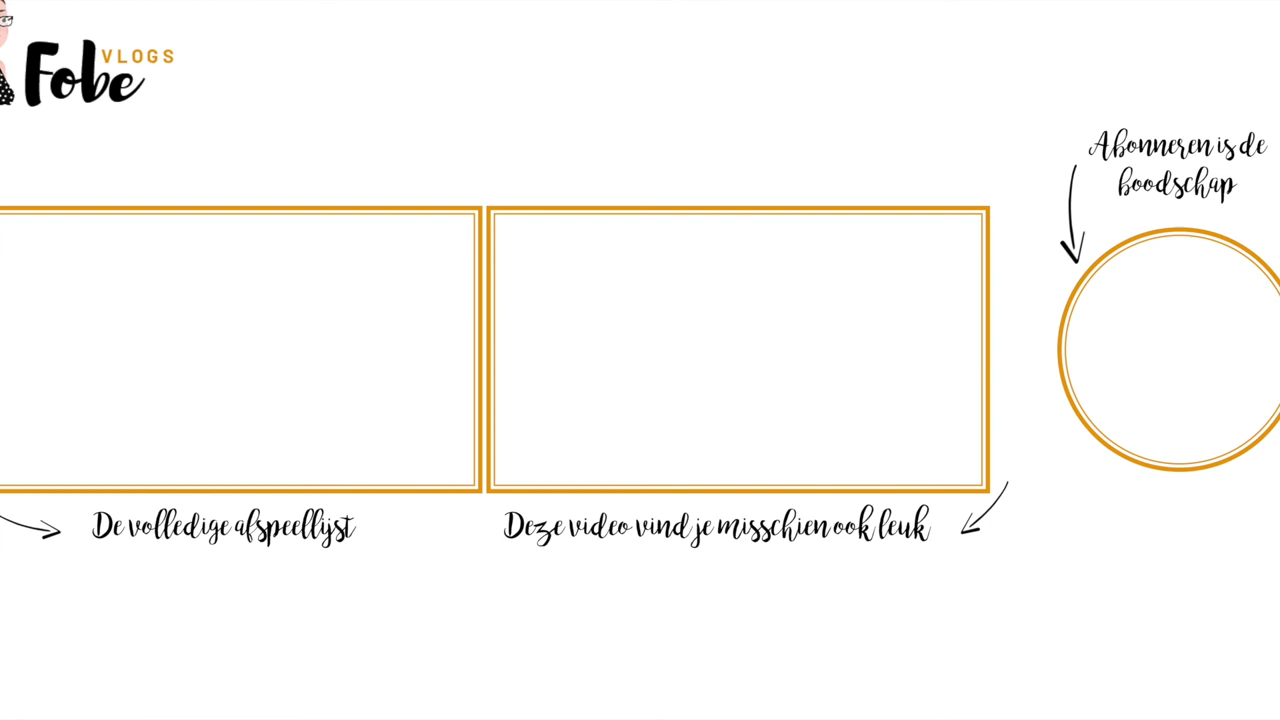 VLOGS
Fobe
Abonneren is de
boodschap
De volledige afspeellijst
Deze video vind je misschien ook leuk